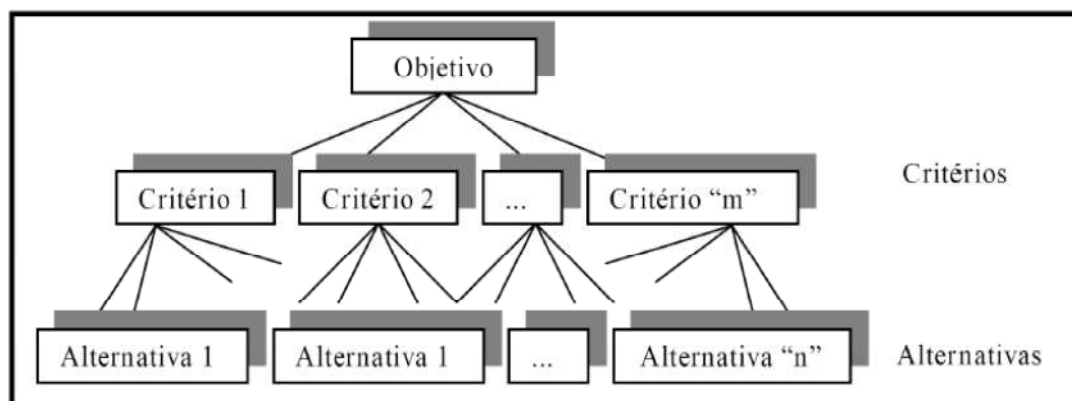 Objetivo
Critério 1 Critério 2 ... Critério “m” Critérios
Alternativa 1 Alternativa 1 ... Alternativa “n” Alternativas